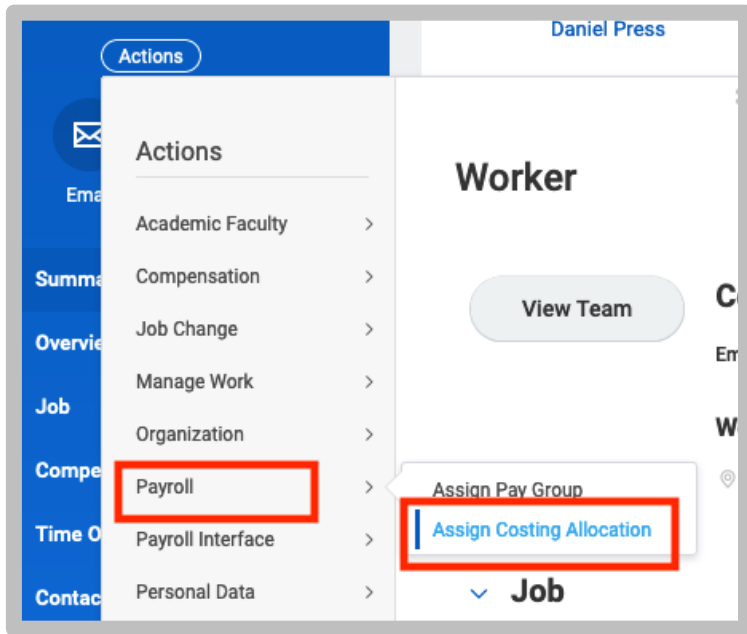 Daniel Press
Actions
Actions
Worker
Academic Faculty
Compensation
View Team
Job Change
Manage Work
Job
Organization
Payroll
Assign Pay Group
Assign Costing Allocation
Payroll Interface
Personal Data
Job